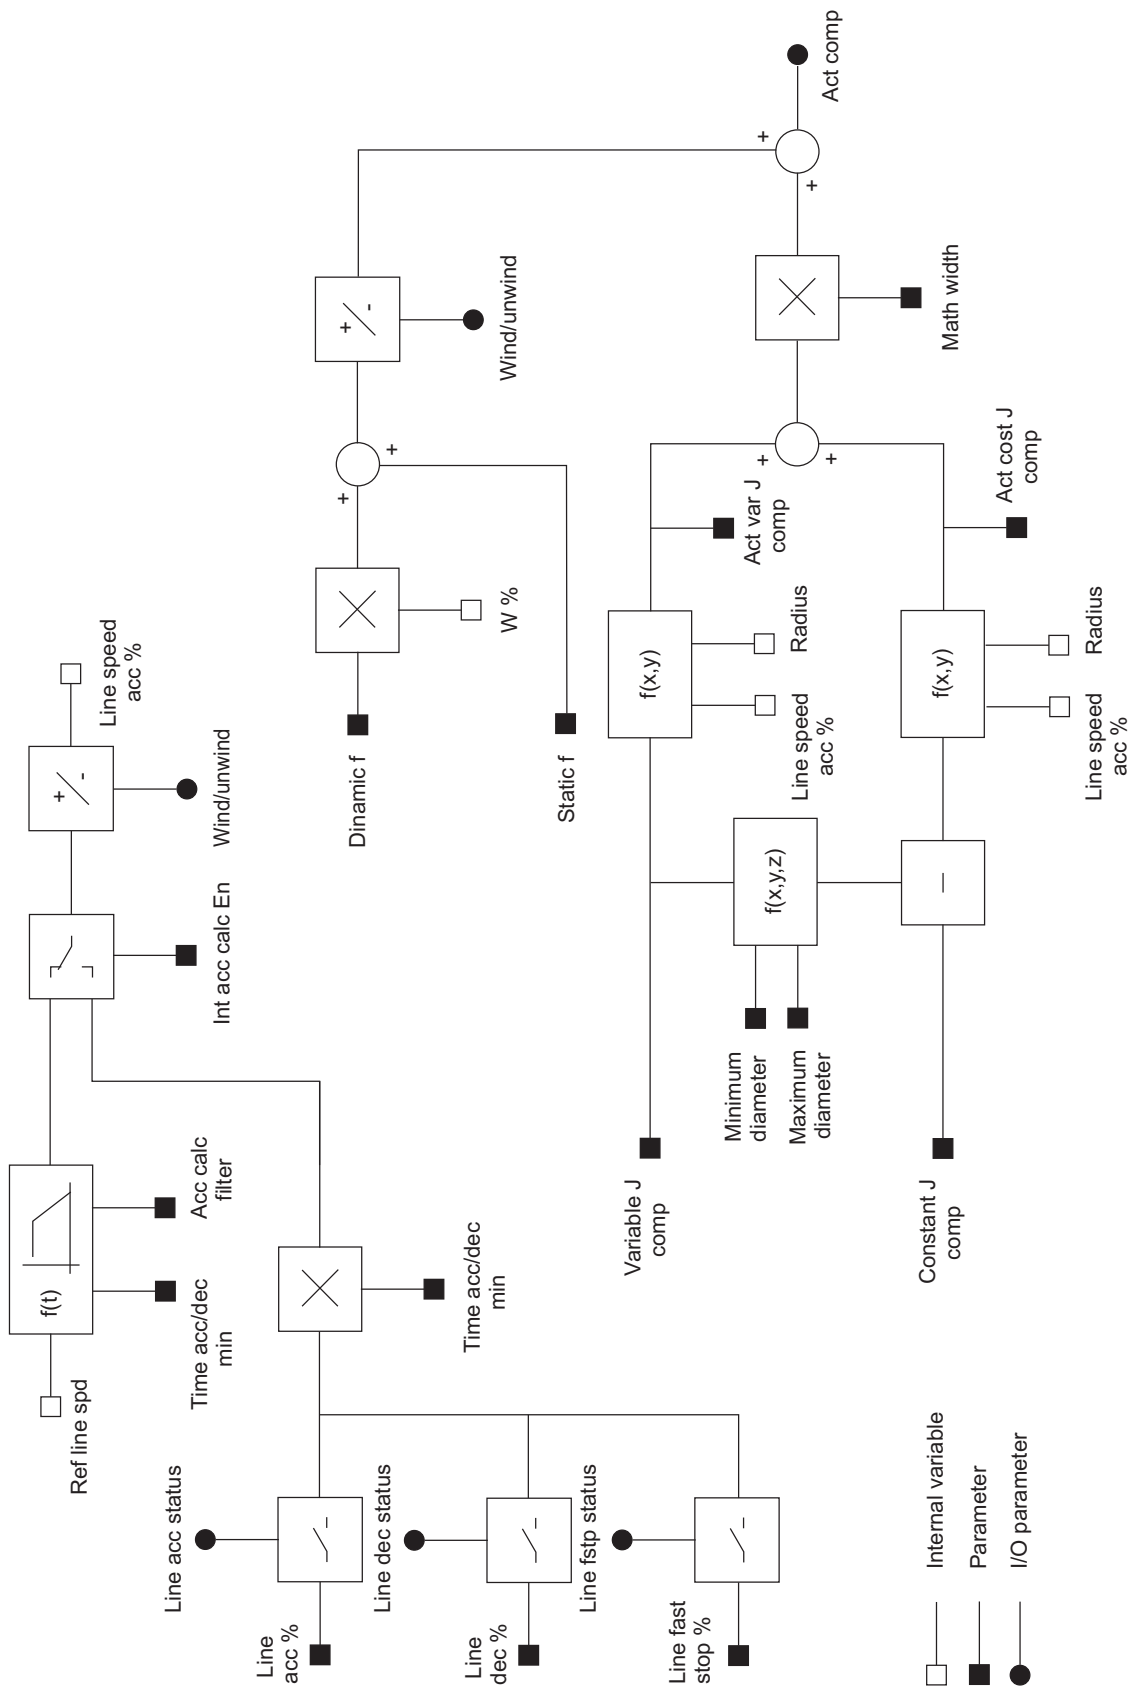 Ref line spd
f(t)
Time acc/dec
min
Acc calc
filter
Int acc calc En
+
-
Wind/unwind
Line speed
acc %
Line acc status
Line
acc %
Line dec status
Line
dec %
Line fstp status
Line fast
stop %
Time acc/dec
min
Dinamic f
W %
+
+
Static f
+
-
Wind/unwind
Variable J
comp
Minimum
diameter
Maximum
diameter
f(x,y,z)
f(x,y)
Line speed
acc %
Radius
Act var J
comp
+
+
Math width
+
+
Act comp
Constant J
comp
–
f(x,y)
Line speed
acc %
Radius
Act cost J
comp
Internal variable
Parameter
I/O parameter